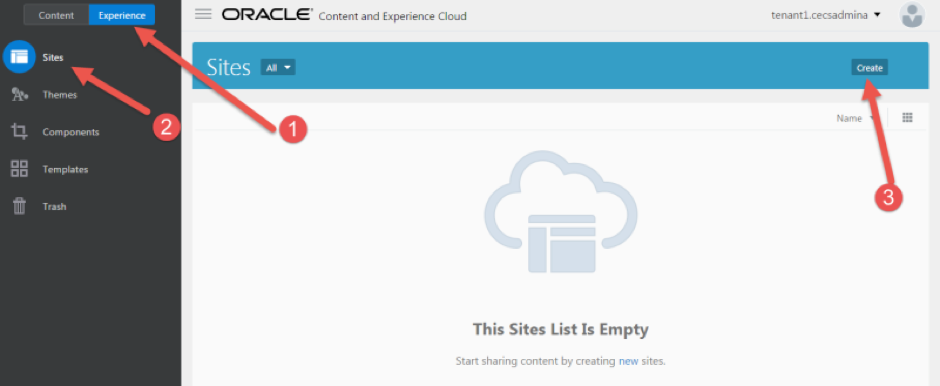 Content Experience
ORACLE® Content and Experience Cloud
tenant1.cecsadmina
Sites
Themes
Components
Templates
Trash
Sites All
Create
Name
1
2
3
This Sites List Is Empty
Start sharing content by creating new sites.